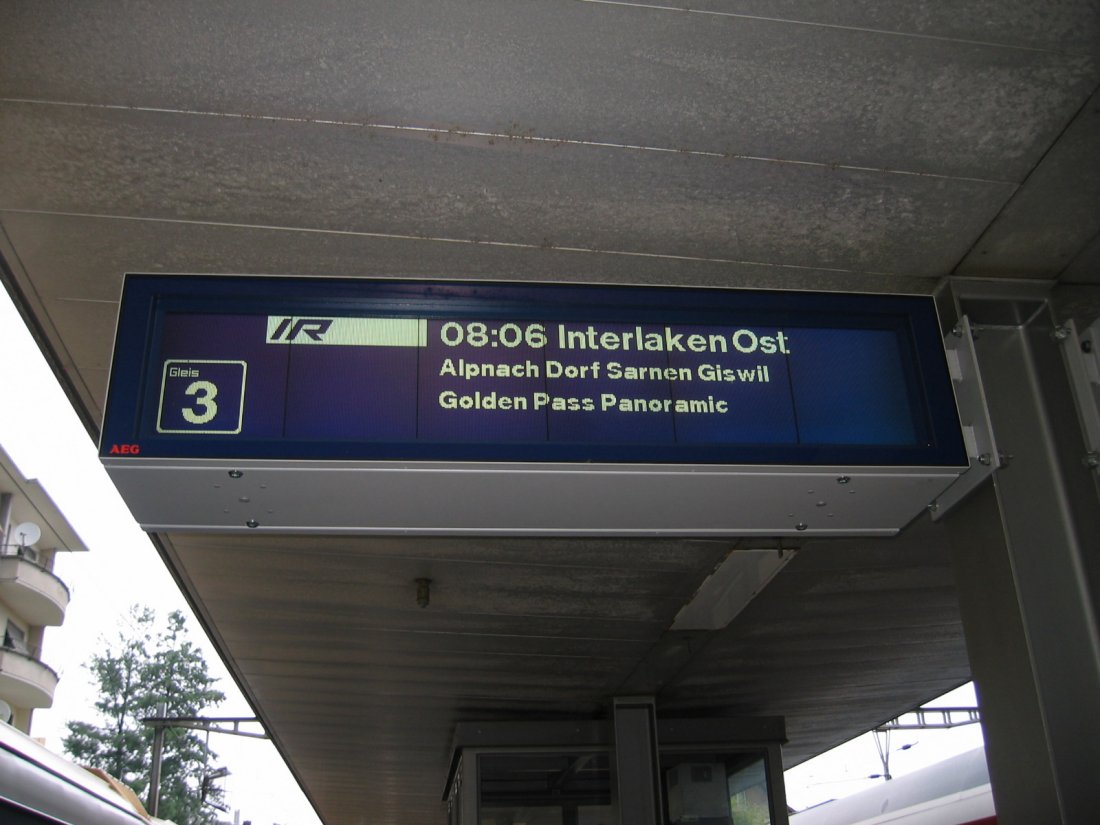 IR 08:06 Interlaken Ost
Alpnach Dorf Sarnen Giswil
Golden Pass Panoramic
Gleis
3
AEG